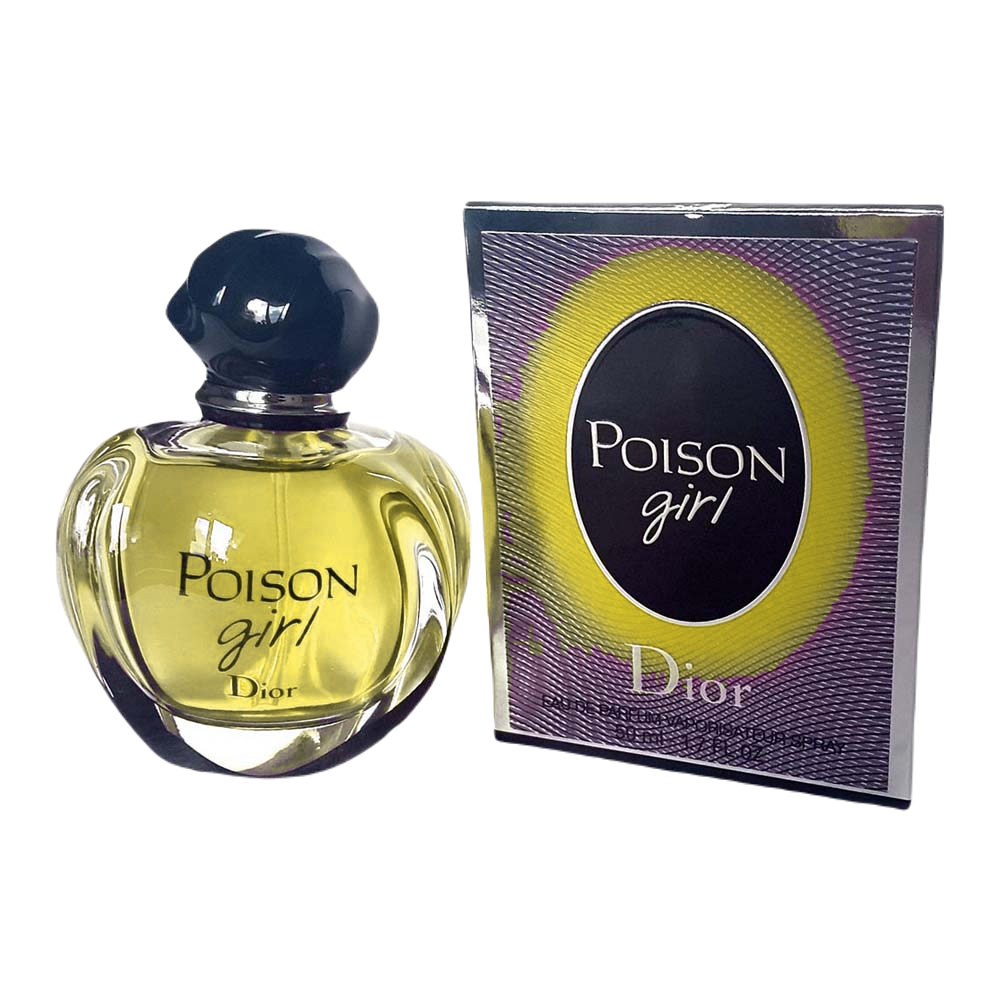 POISON
girl
Dior
POISON
girl
Dior
EAU DE PARFUM VAPORISATEUR SPRAY
50 ml - 1.7 FL. OZ